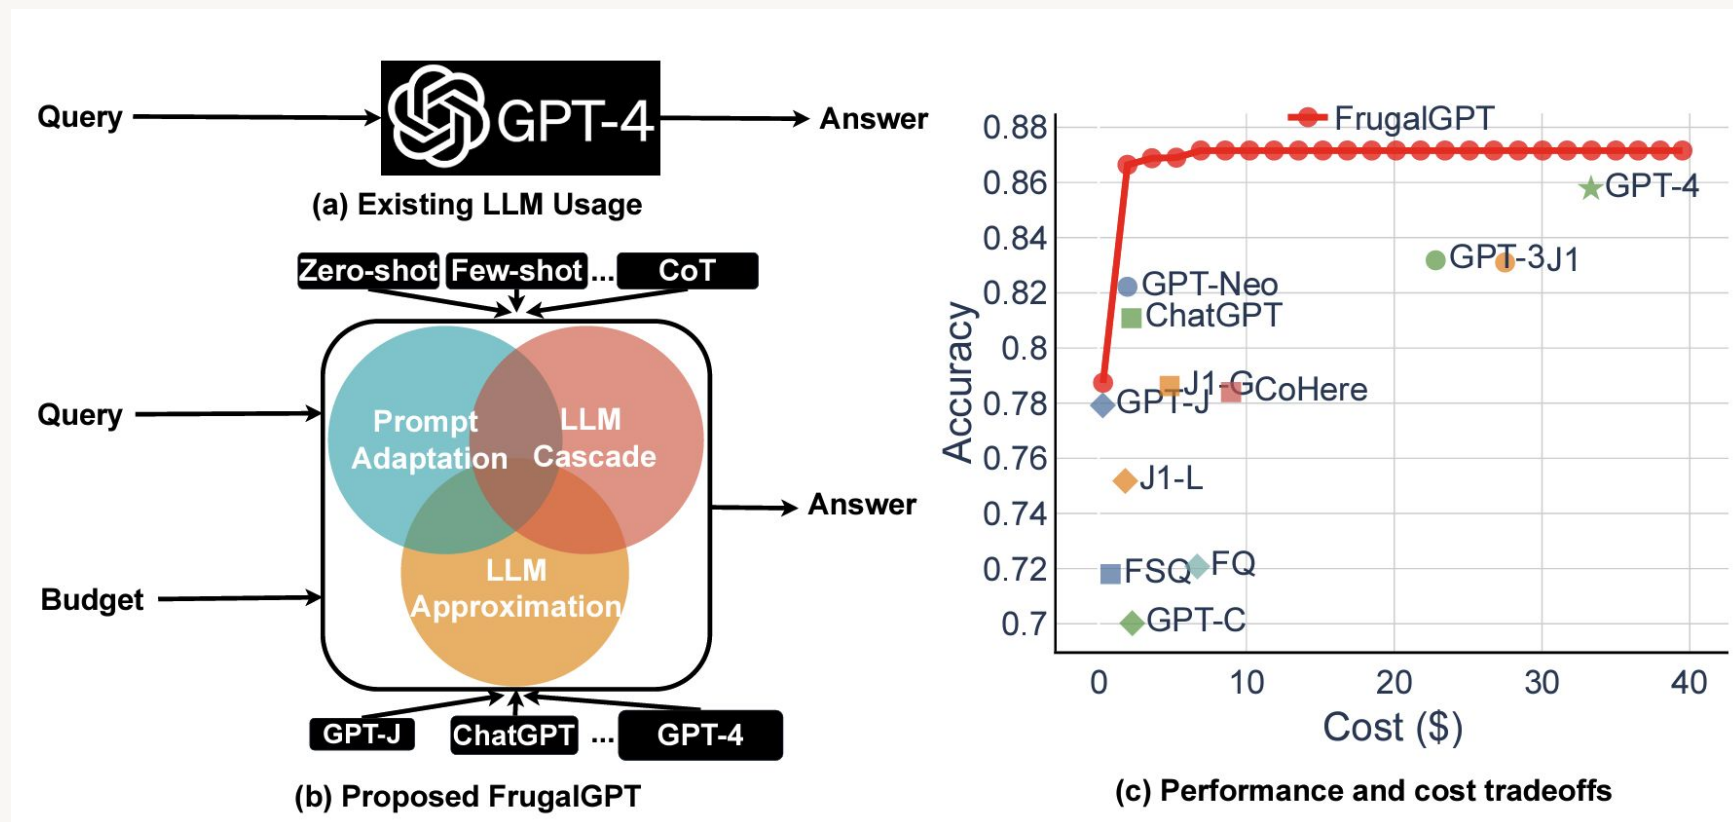 Query
GPT-4
Answer
(a) Existing LLM Usage
Zero-shot
Few-shot
...
CoT
Query
Budget
Prompt
Adaptation
LLM
Cascade
LLM
Approximation
Answer
GPT-J
ChatGPT
...
GPT-4
(b) Proposed FrugalGPT
FrugalGPT
Accuracy
0.88
0.86
0.84
0.82
0.8
0.78
0.76
0.74
0.72
0.7
GPT-4
GPT-3
J1
GPT-Neo
ChatGPT
J1-G
CoHere
GPT-J
J1-L
FSQ
FQ
GPT-C
0
10
20
30
40
Cost ($)
(c) Performance and cost tradeoffs